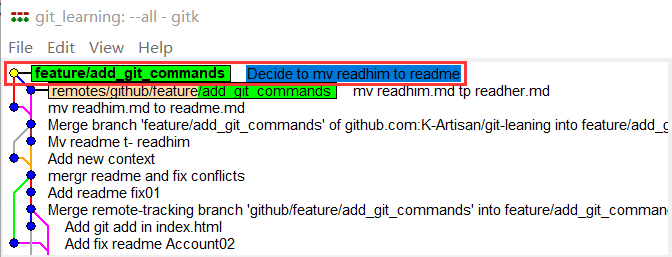 git_learning: --all - gitk
File Edit View Help
feature/add_git_commands Decide to mv readhim to readme
remotes/github/feature/add_git_commands mv readhim.md tp readher.md
mv readhim.md to readme.md
Merge branch 'feature/add_git_commands' of github.com:K-Artisan/git-leaning into feature/add_g
Mv readme t- readhim
Add new context
mergr readme and fix conflicts
Add readme fix01
Merge remote-tracking branch 'github/feature/add_git_commands' into feature/add_git_comman
Add git add in index.html
Add fix readme Account02